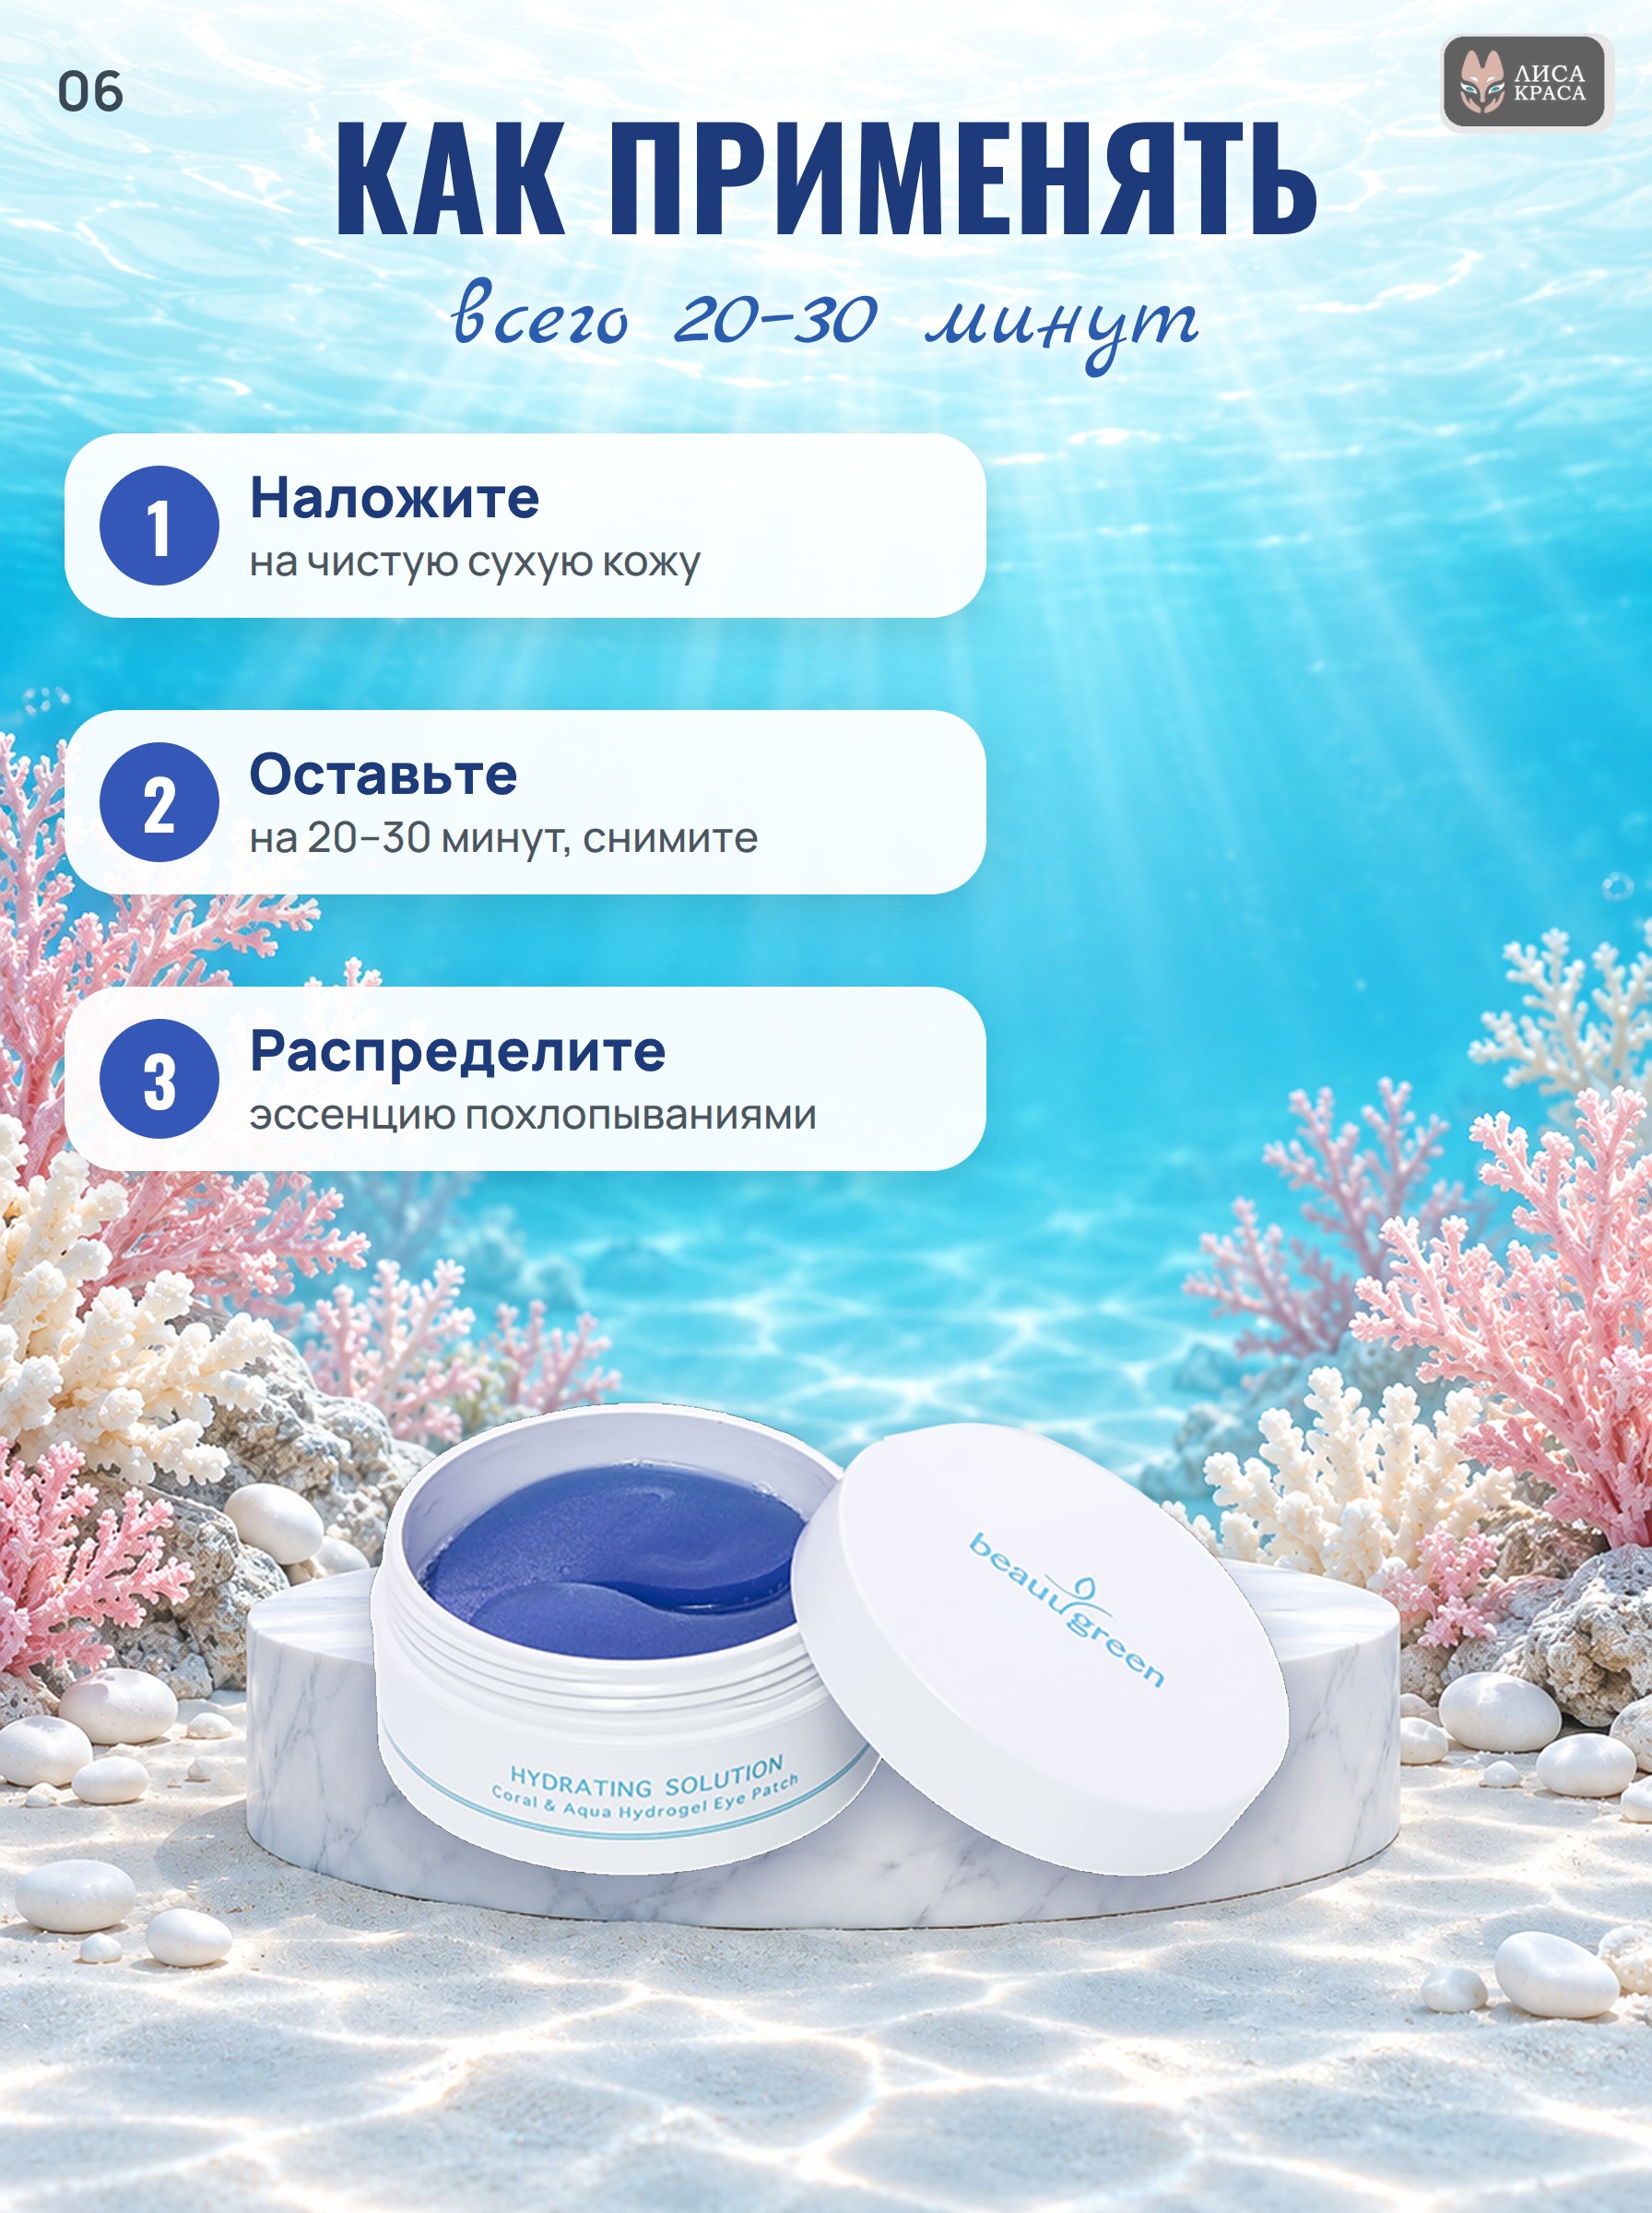 06
ЛИСА
КРАСА
КАК ПРИМЕНЯТЬ
всего 20-30 минут
1
Наложите
на чистую сухую кожу
2
Оставьте
на 20-30 минут, снимите
3
Распределите
эссенцию похлопываниями
beauugreen
HYDRATING SOLUTION
Coral & Aqua Hydrogel Eye Patch